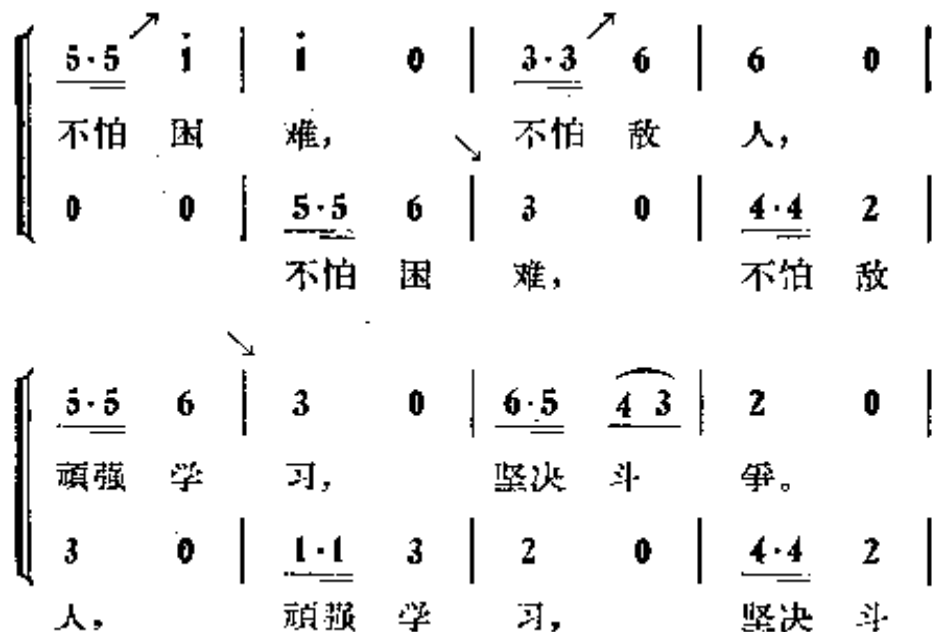 5·5 i | i 0 | 3·3 6 | 6 0
不怕 困 难， 不怕 敌 人，
0 0 | 5·5 6 | 3 0 | 4·4 2
不怕 困 难， 不怕 敌
5·5 6 | 3 0 | 6·5 4 3 | 2 0
頑强 学 习， 坚决 斗 爭。
3 0 | 1·1 3 | 2 0 | 4·4 2
人， 頑强 学 习， 坚决 斗